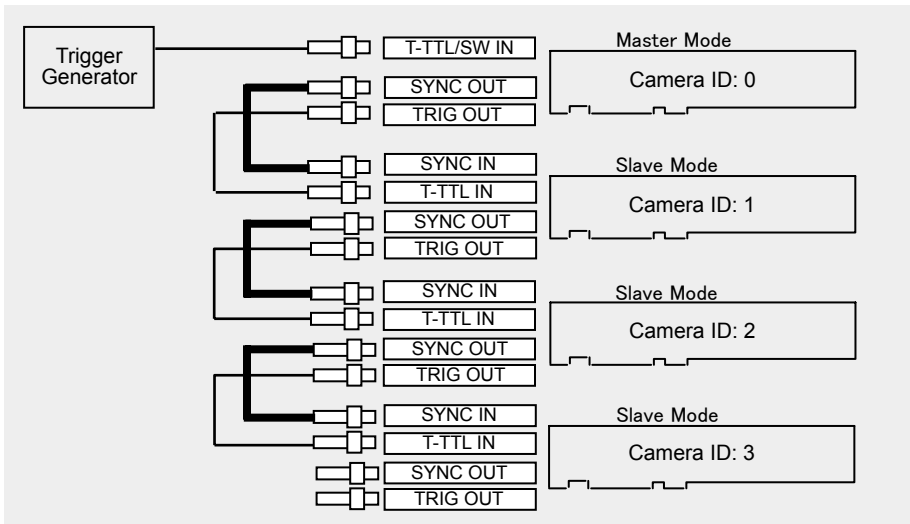 Trigger
Generator
T-TTL/SW IN
Master Mode
SYNC OUT
Camera ID: 0
TRIG OUT
SYNC IN
Slave Mode
T-TTL IN
Camera ID: 1
SYNC OUT
TRIG OUT
SYNC IN
Slave Mode
T-TTL IN
Camera ID: 2
SYNC OUT
TRIG OUT
SYNC IN
Slave Mode
T-TTL IN
Camera ID: 3
SYNC OUT
TRIG OUT